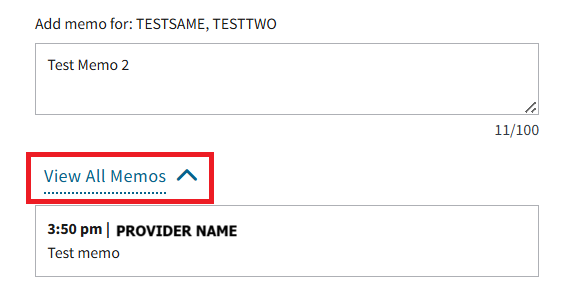 Add memo for: TESTSAME, TESTTWO
Test Memo 2
11/100
View All Memos
3:50 pm | PROVIDER NAME
Test memo